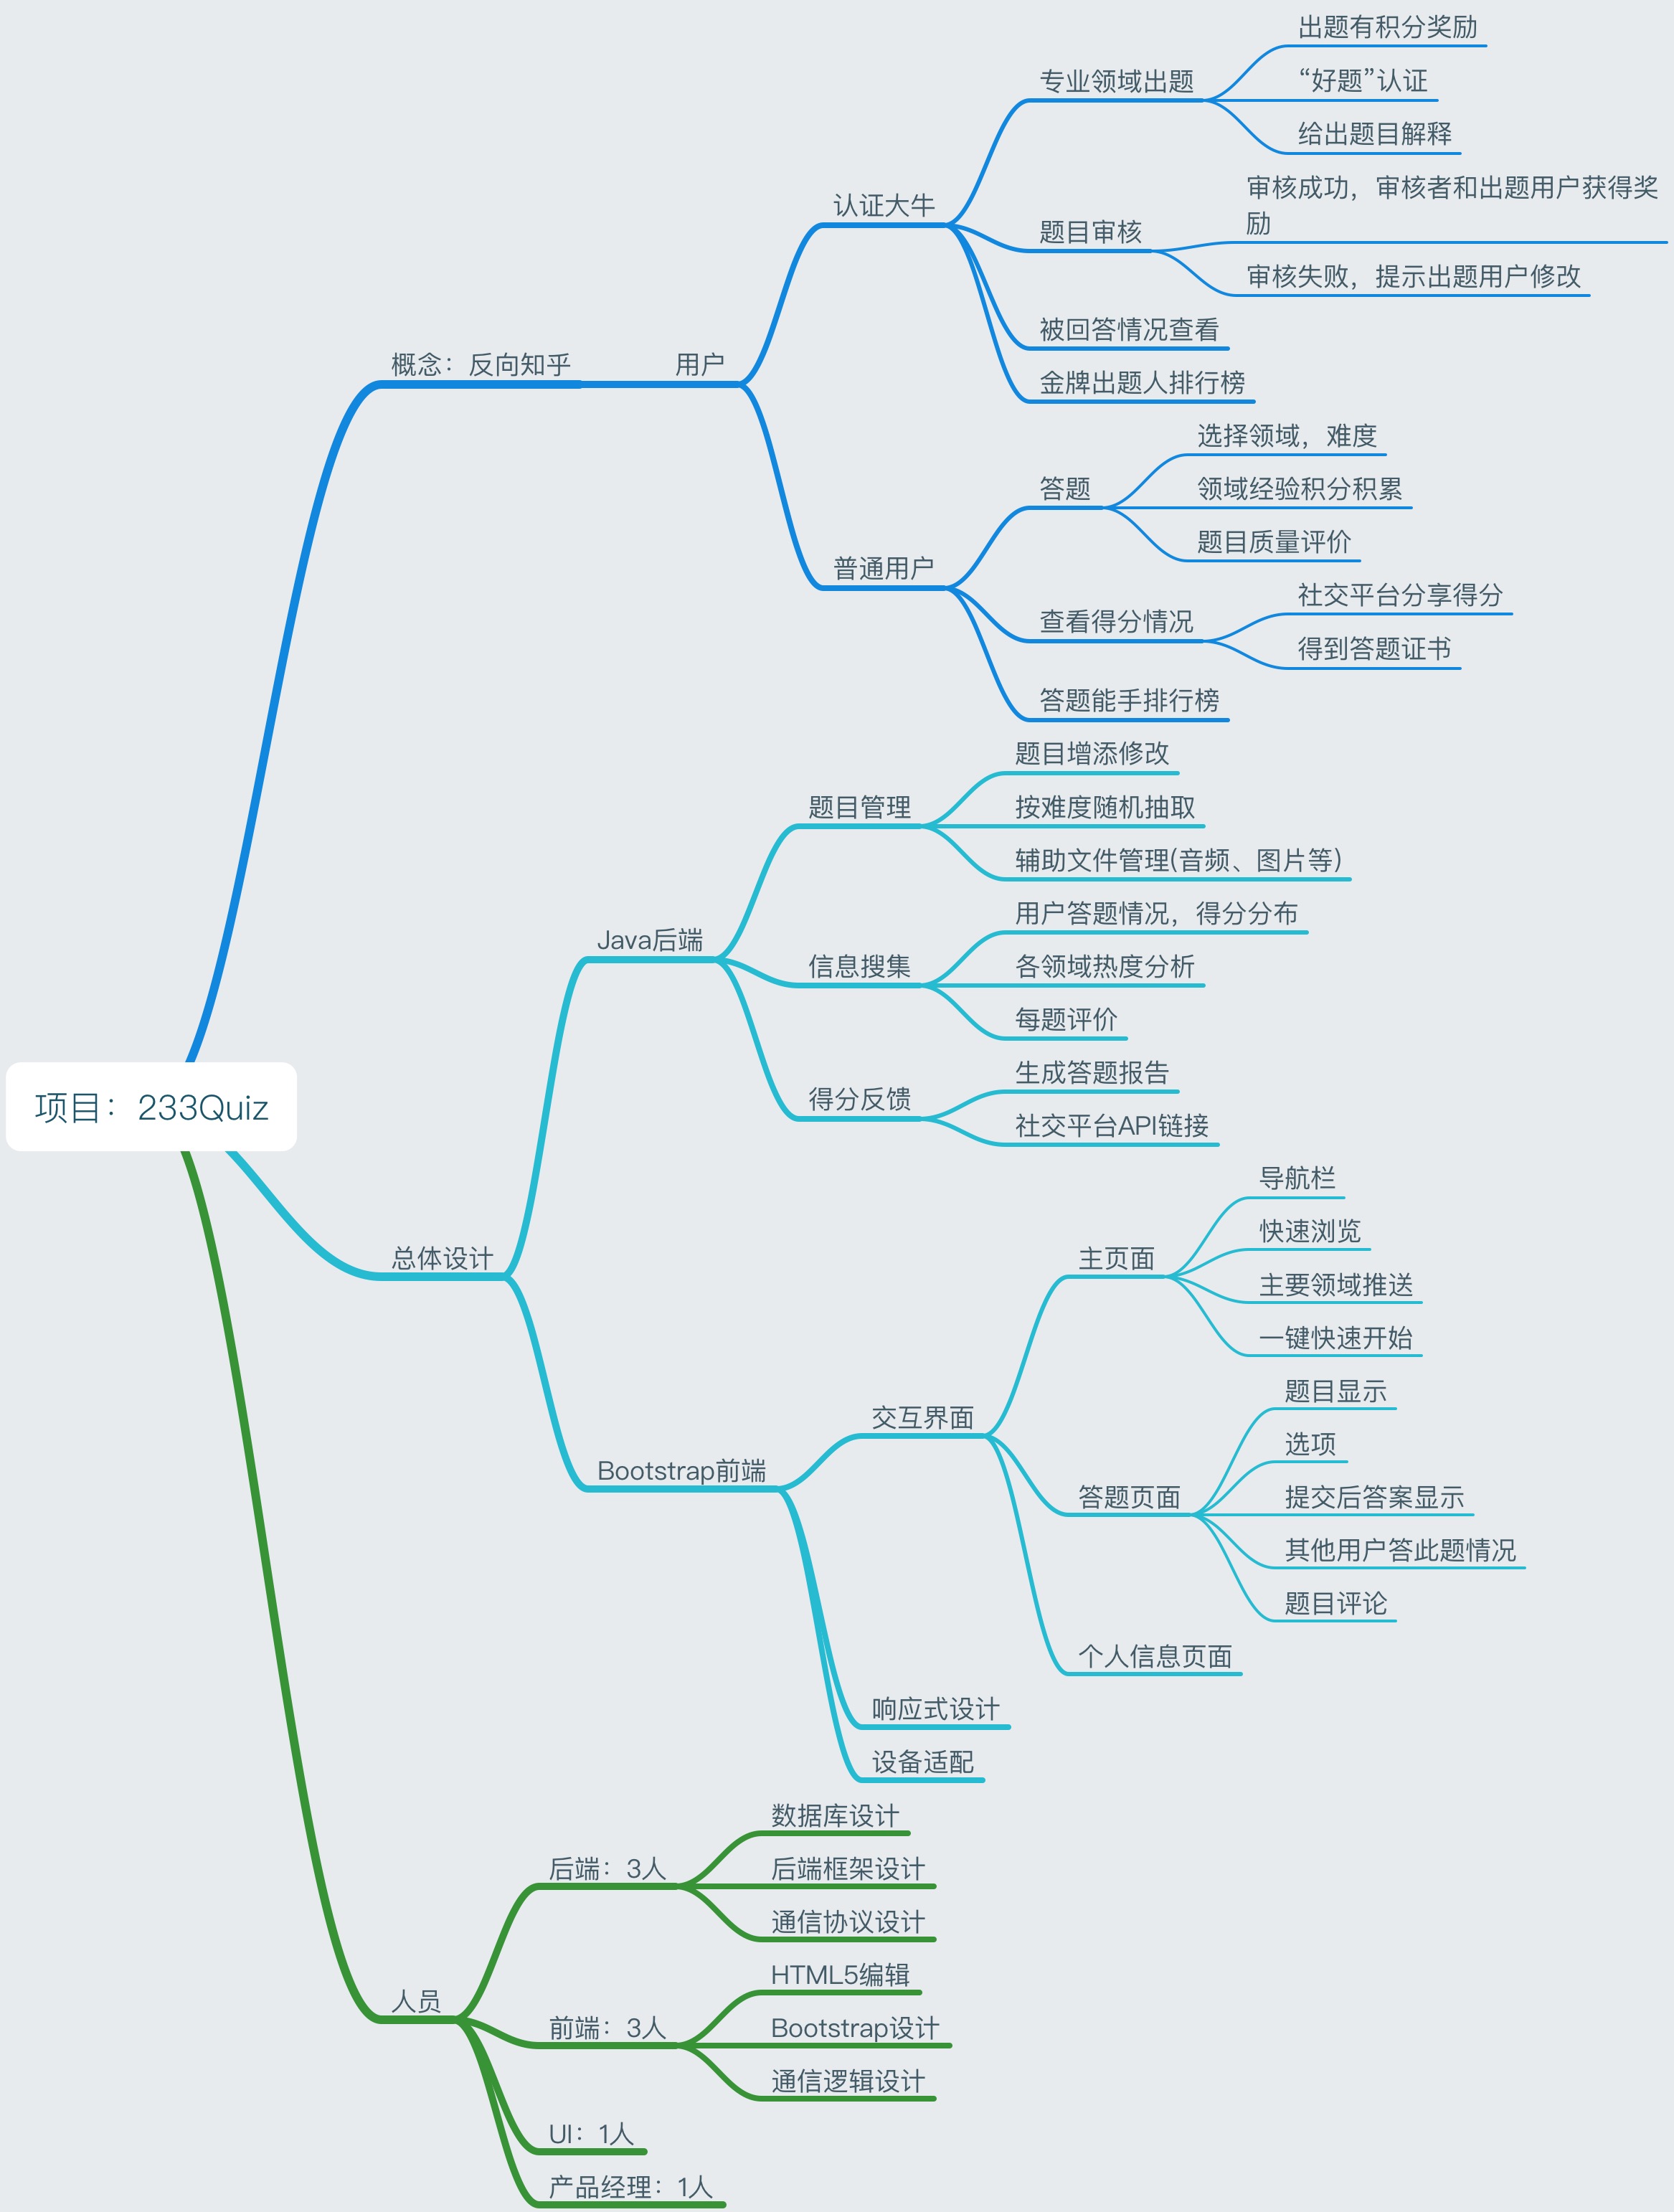 出题有积分奖励
专业领域出题
“好题”认证
给出题目解释
审核成功，审核者和出题用户获得奖
励
认证大牛
题目审核
审核失败，提示出题用户修改
被回答情况查看
概念：反向知乎
用户
金牌出题人排行榜
选择领域，难度
答题
领域经验积分积累
题目质量评价
普通用户
社交平台分享得分
查看得分情况
得到答题证书
答题能手排行榜
题目增添修改
题目管理
按难度随机抽取
辅助文件管理(音频、图片等)
用户答题情况，得分分布
Java后端
信息搜集
各领域热度分析
每题评价
生成答题报告
得分反馈
社交平台API链接
项目：233Quiz
导航栏
快速浏览
总体设计
主页面
主要领域推送
一键快速开始
题目显示
交互界面
选项
Bootstrap前端
答题页面
提交后答案显示
其他用户答此题情况
题目评论
个人信息页面
响应式设计
设备适配
数据库设计
后端：3人
后端框架设计
通信协议设计
HTML5编辑
人员
前端：3人
Bootstrap设计
通信逻辑设计
UI：1人
产品经理：1人